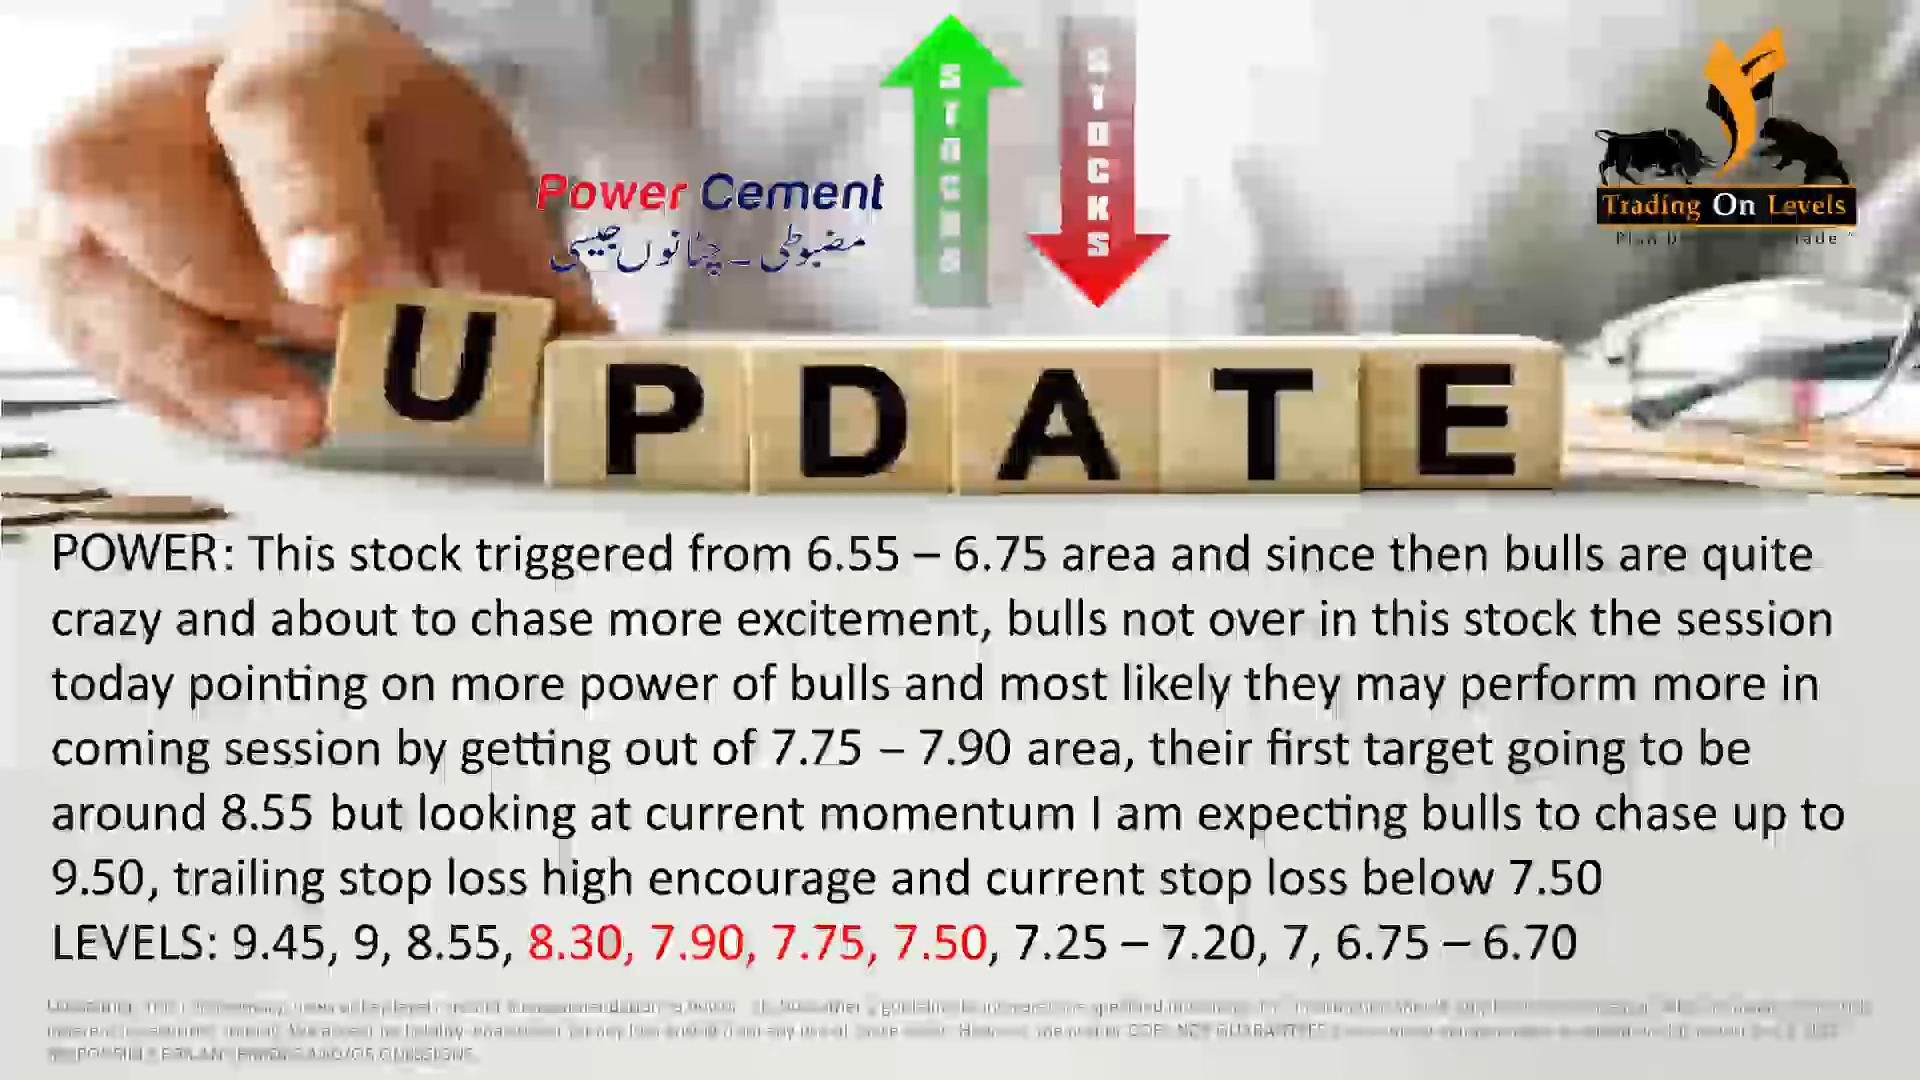 STOCKS
STOCKS
Power Cement
مضبوطی - چٹانوں جیسی
Trading On Levels
UPDATE
POWER: This stock triggered from 6.55 – 6.75 area and since then bulls are quite
crazy and about to chase more excitement, bulls not over in this stock the session
today pointing on more power of bulls and most likely they may perform more in
coming session by getting out of 7.75 – 7.90 area, their first target going to be
around 8.55 but looking at current momentum I am expecting bulls to chase up to
9.50, trailing stop loss high encourage and current stop loss below 7.50
LEVELS: 9.45, 9, 8.55, 8.30, 7.90, 7.75, 7.50, 7.25 – 7.20, 7, 6.75 – 6.70